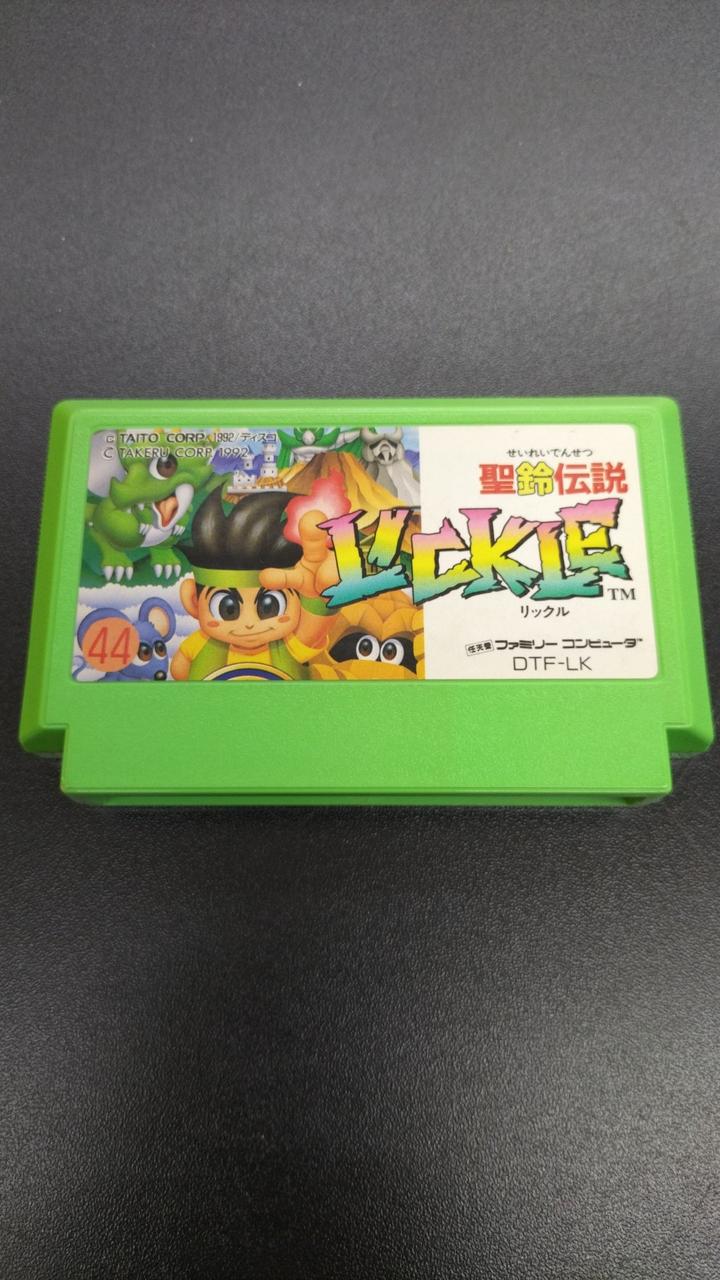 © TAITO CORP. 1992/ディスコ
C TAKERU CORP. 1992
せいれいでんせつ
聖鈴伝説
LICKLE
TM
リックル
任天堂 ファミリー コンピュータ™
DTF-LK
44